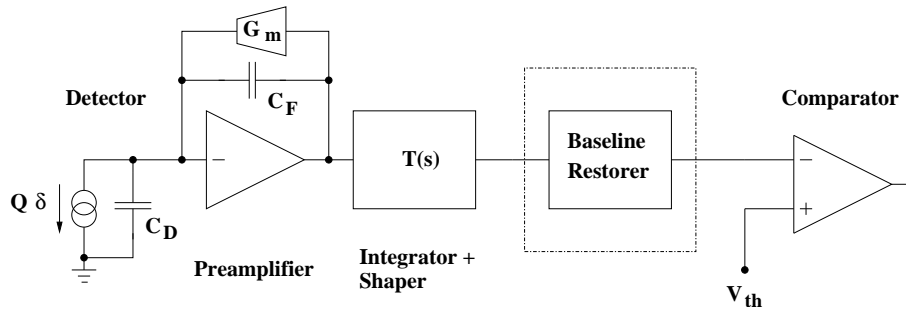 G m
Detector
C F
Comparator
Q δ
C D
−
T(s)
Baseline
Restorer
−
+
Preamplifier
Integrator +
Shaper
V th